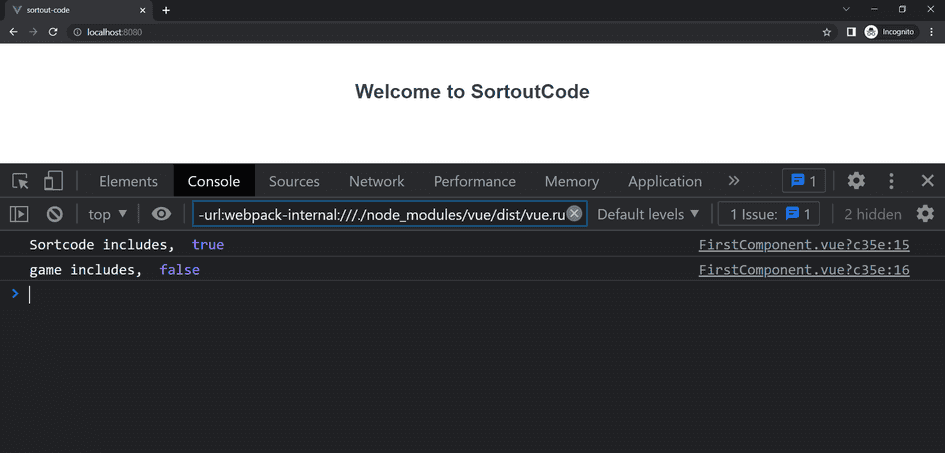 sortout-code
localhost:8080
Incognito
Welcome to SortoutCode
Elements Console Sources Network Performance Memory Application 1
top -url:webpack-internal:///./node_modules/vue/dist/vue.ru Default levels 1 Issue: 1 2 hidden
Sortcode includes, true FirstComponent.vue?c35e:15
game includes, false FirstComponent.vue?c35e:16